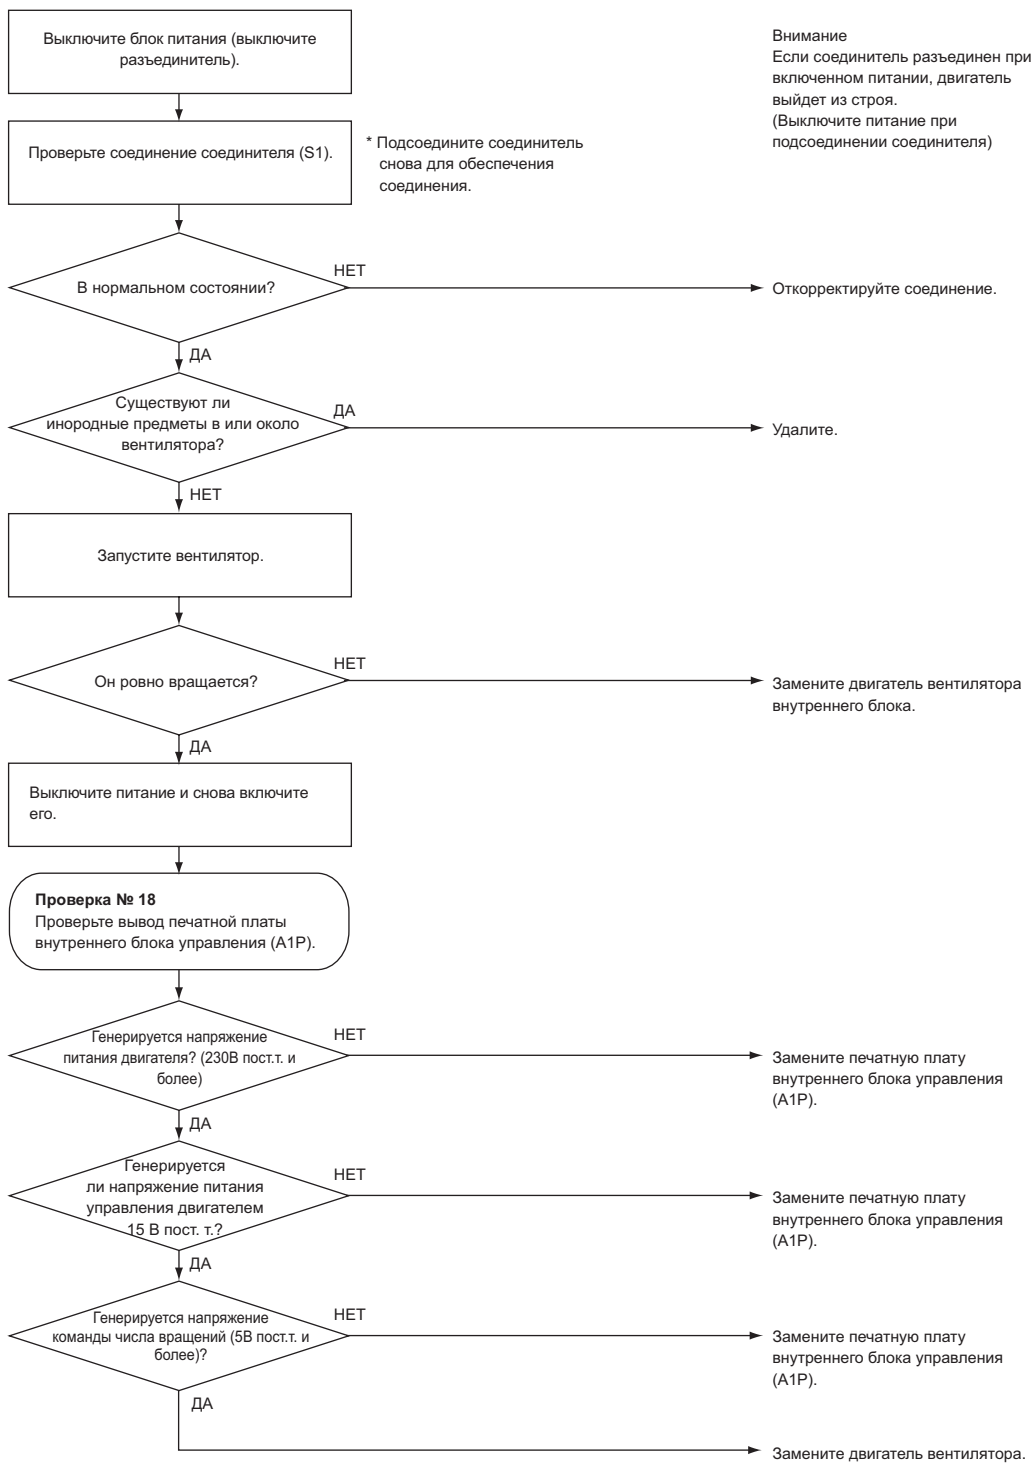 Выключите блок питания (выключите
разъединитель).
Внимание
Если соединитель разъединен при
включенном питании, двигатель
выйдет из строя.
(Выключите питание при
подсоединении соединителя)
Проверьте соединение соединителя (S1).
* Подсоедините соединитель
снова для обеспечения
соединения.
В нормальном состоянии?
НЕТ
Откорректируйте соединение.
ДА
Существуют ли
инородные предметы в или около
вентилятора?
ДА
Удалите.
НЕТ
Запустите вентилятор.
Он ровно вращается?
НЕТ
Замените двигатель вентилятора
внутреннего блока.
ДА
Выключите питание и снова включите
его.
Проверка № 18
Проверьте вывод печатной платы
внутреннего блока управления (A1P).
Генерируется напряжение
питания двигателя? (230В пост.т. и
более)
НЕТ
Замените печатную плату
внутреннего блока управления
(A1P).
ДА
Генерируется
ли напряжение питания
управления двигателем
15 В пост. т.?
НЕТ
Замените печатную плату
внутреннего блока управления
(A1P).
ДА
Генерируется напряжение
команды числа вращений (5В пост.т. и
более)?
НЕТ
Замените печатную плату
внутреннего блока управления
(A1P).
ДА
Замените двигатель вентилятора.